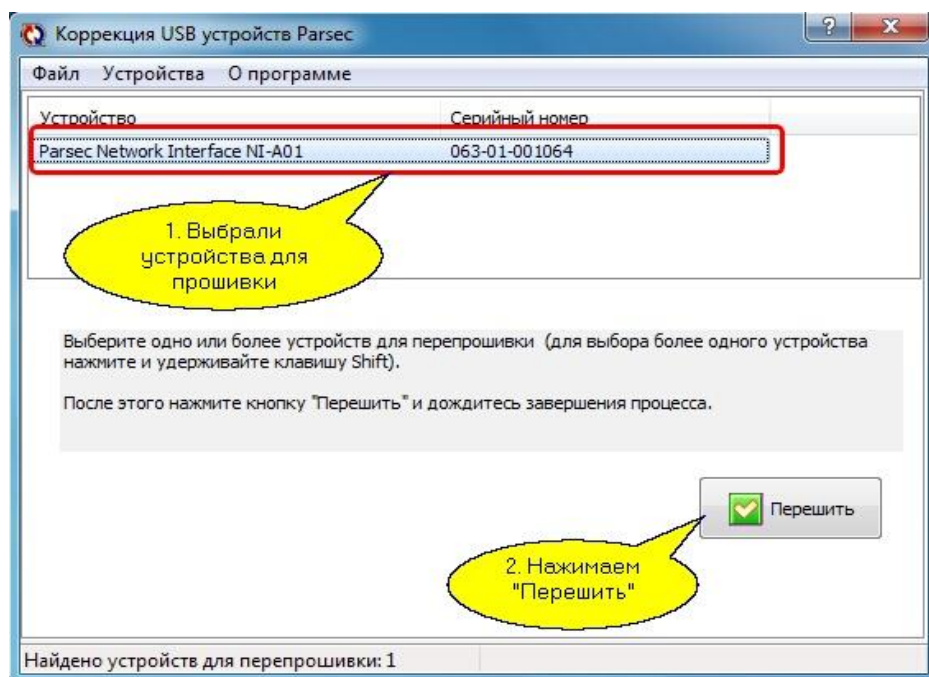 Коррекция USB устройств Parsec
Файл Устройства О программе
Устройство Серийный номер
Parsec Network Interface NI-A01 063-01-001064
1. Выбрали
устройства для
прошивки
Выберите одно или более устройств для перепрошивки (для выбора более одного устройства
нажмите и удерживайте клавишу Shift).
После этого нажмите кнопку "Перешить" и дождитесь завершения процесса.
Перешить
2. Нажимаем
"Перешить"
Найдено устройств для перепрошивки: 1